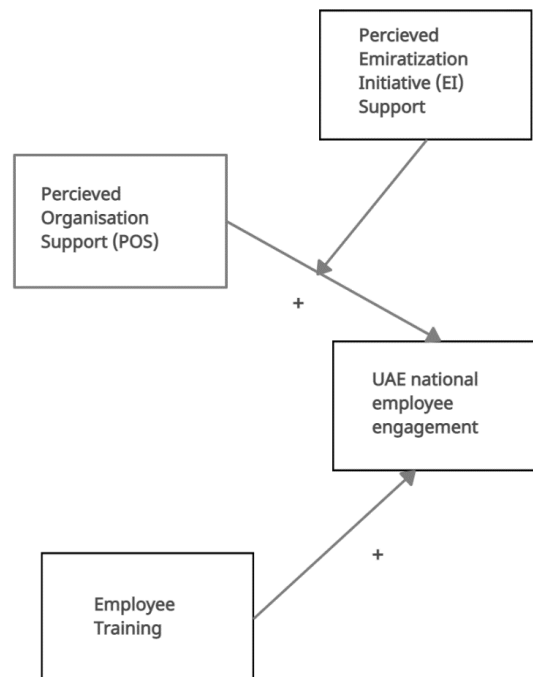 Percieved
Emiratization
Initiative (EI)
Support
Percieved
Organisation
Support (POS)
+
UAE national
employee
engagement
+
Employee
Training